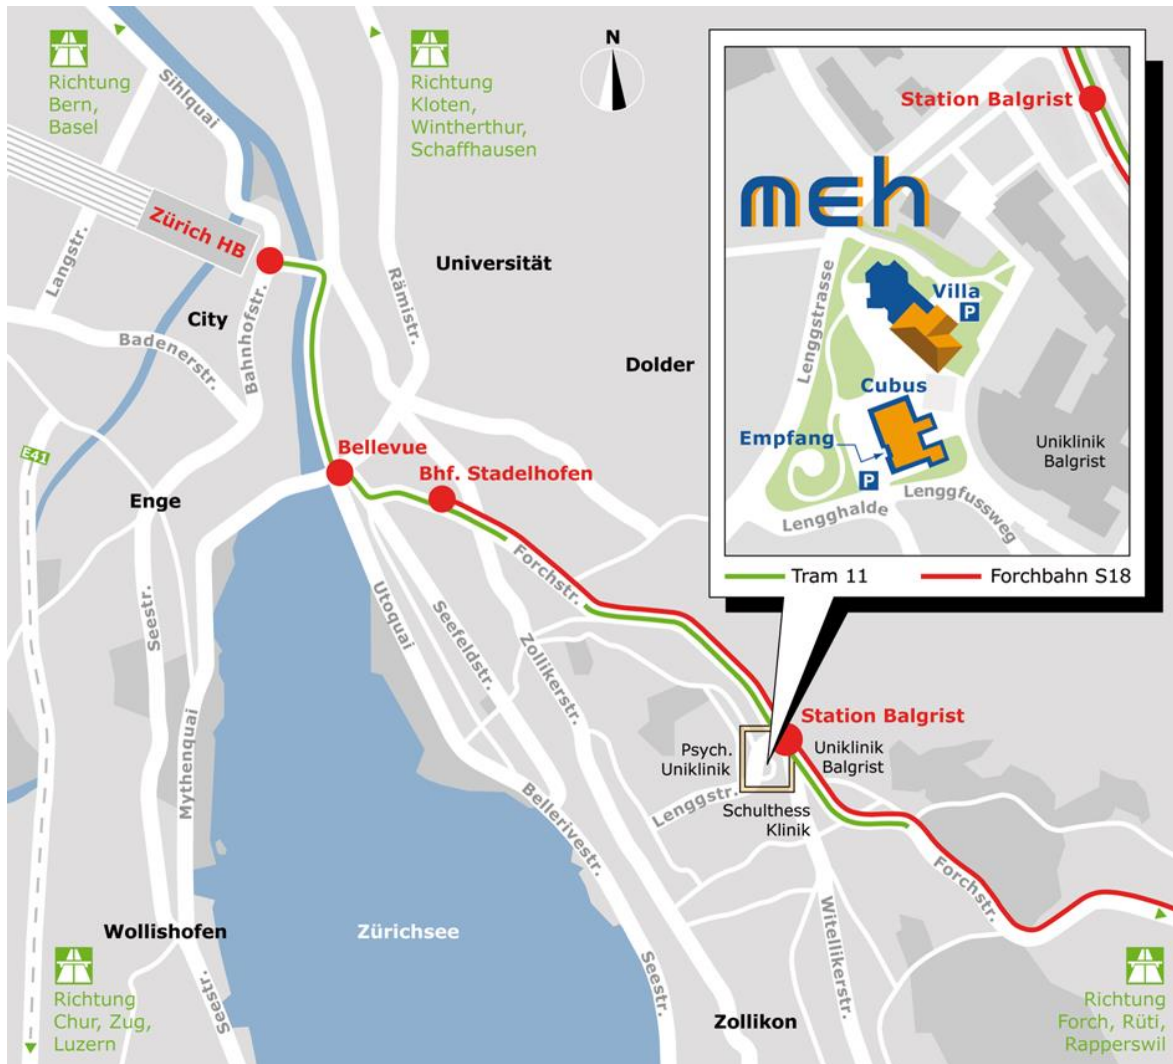 Richtung
Bern,
Basel
Sihlquai
Richtung
Kloten,
Wintherthur,
Schaffhausen
N
Zürich HB
Langstr.
City
Bahnhofstr.
Badenerstr.
Universität
Rämistr.
Dolder
E41
Enge
Bellevue
Bhf. Stadelhofen
Forchstr.
Seestr.
Utoquai
Seefeldstr.
Zollikerstr.
Mythenquai
Bellerivestr.
Station Balgrist
Psych.
Uniklinik
Uniklinik
Balgrist
Lenggstr.
Schulthess
Klinik
Forchstr.
Witellikerstr.
Wollishofen
Zürichsee
Seestr.
Seestr.
Zollikon
Richtung
Chur, Zug,
Luzern
Richtung
Forch, Rüti,
Rapperswil
Station Balgrist
meh
Lenggstrasse
Villa
P
Cubus
Empfang
P
Uniklinik
Balgrist
Lengghalde
Lenggfussweg
Tram 11
Forchbahn S18